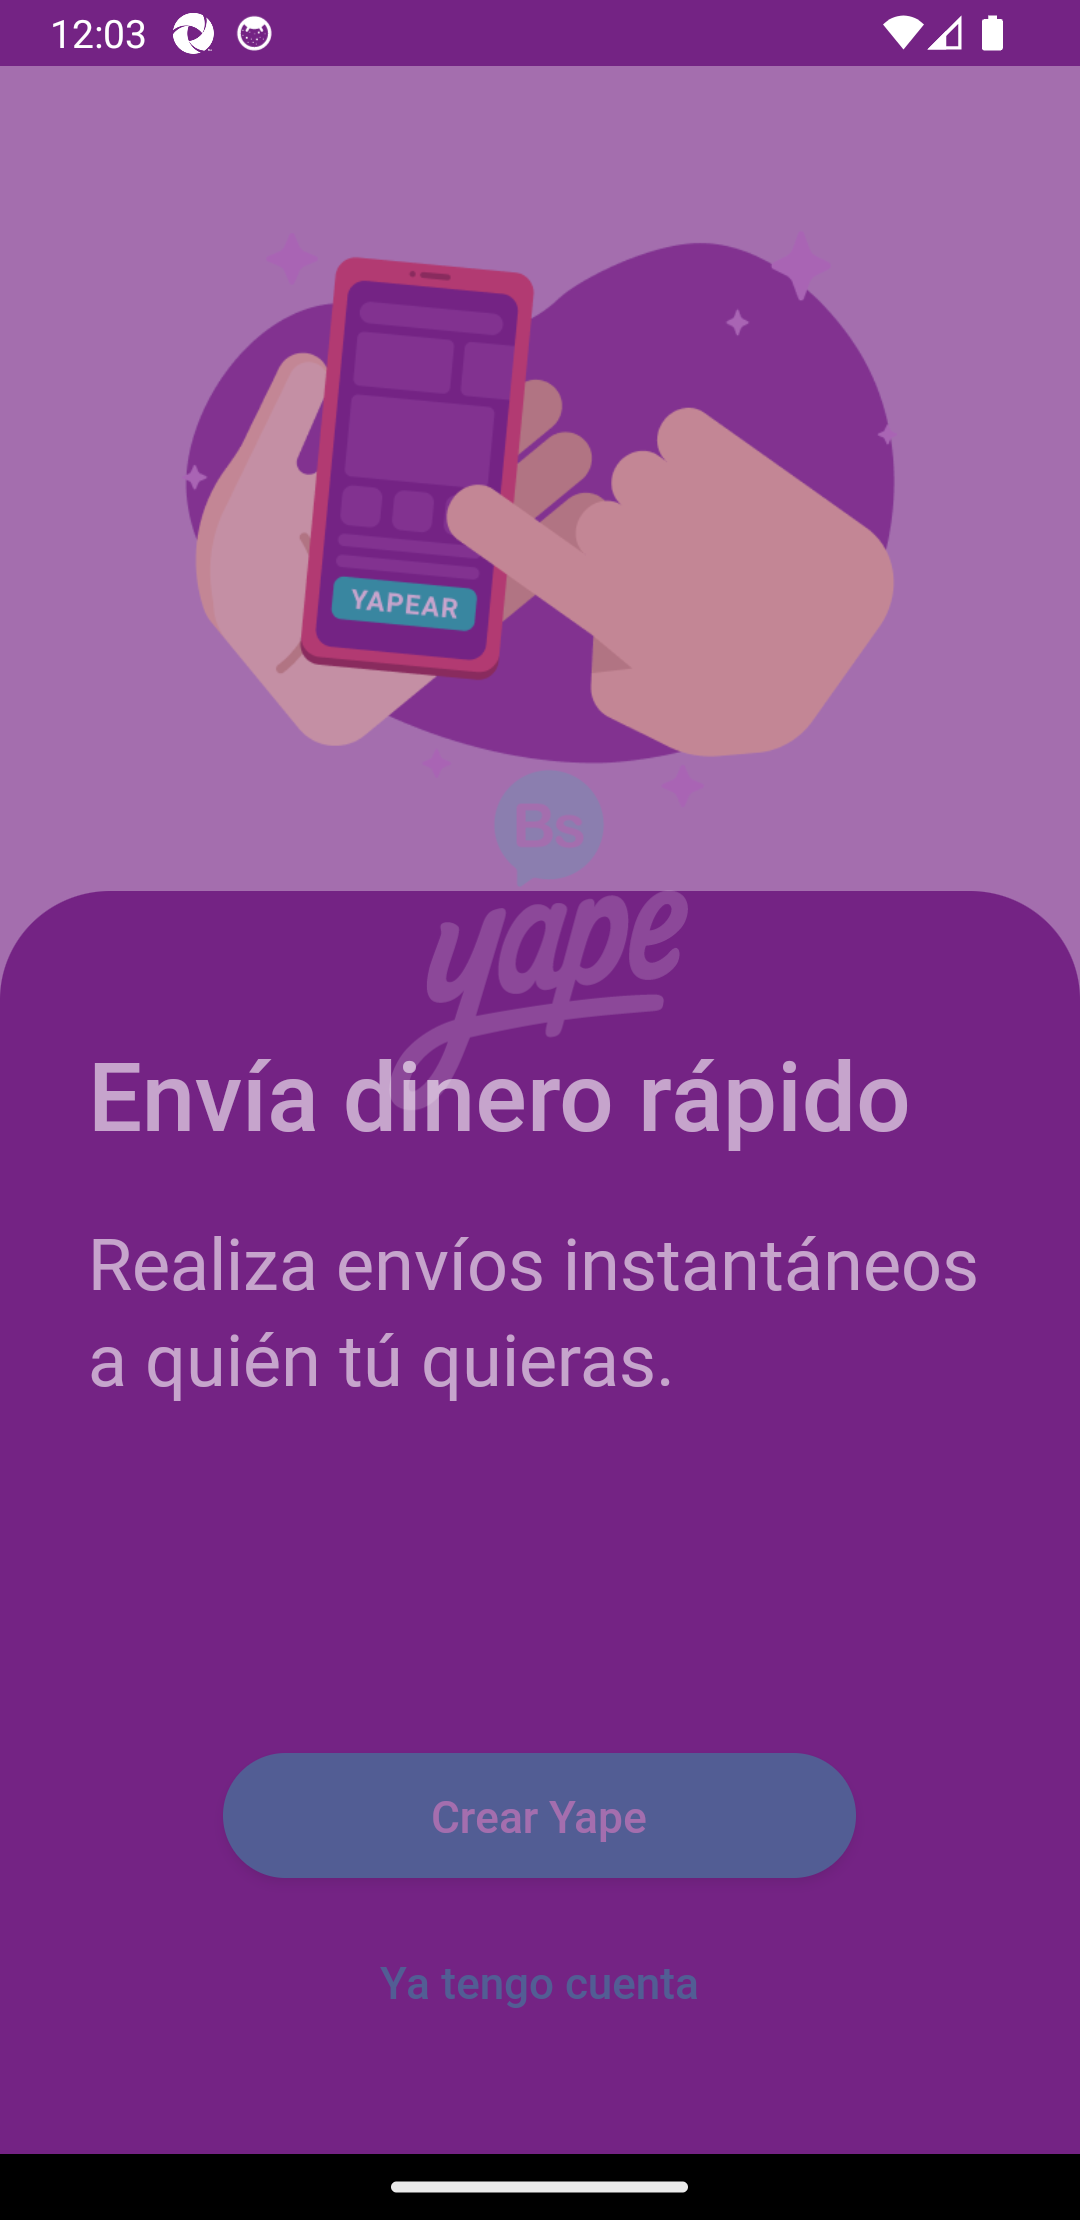 12:03
YAPEAR
Bs
yape
Envía dinero rápido
Realiza envíos instantáneos
a quién tú quieras.
Crear Yape
Ya tengo cuenta